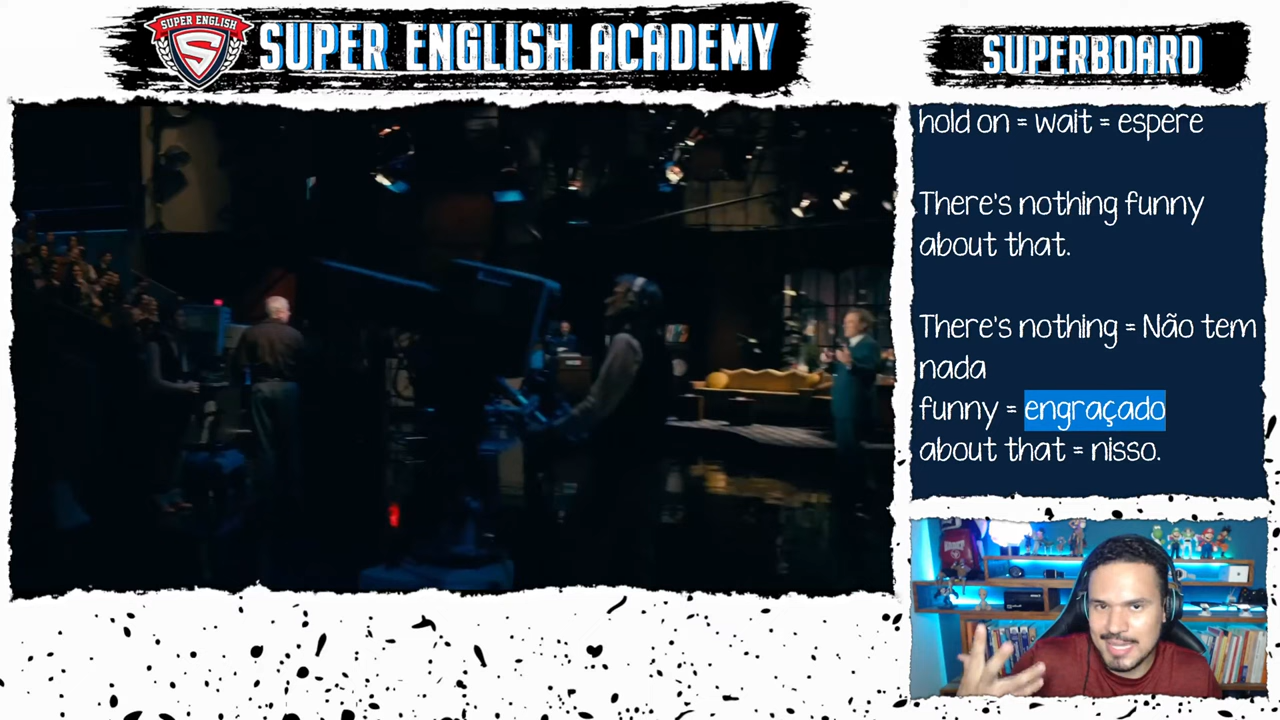 SUPER ENGLISH
SUPER ENGLISH ACADEMY
SUPERBOARD
hold on = wait = espere
There's nothing funny
about that.
There's nothing = Não tem
nada
funny = engraçado
about that = nisso.